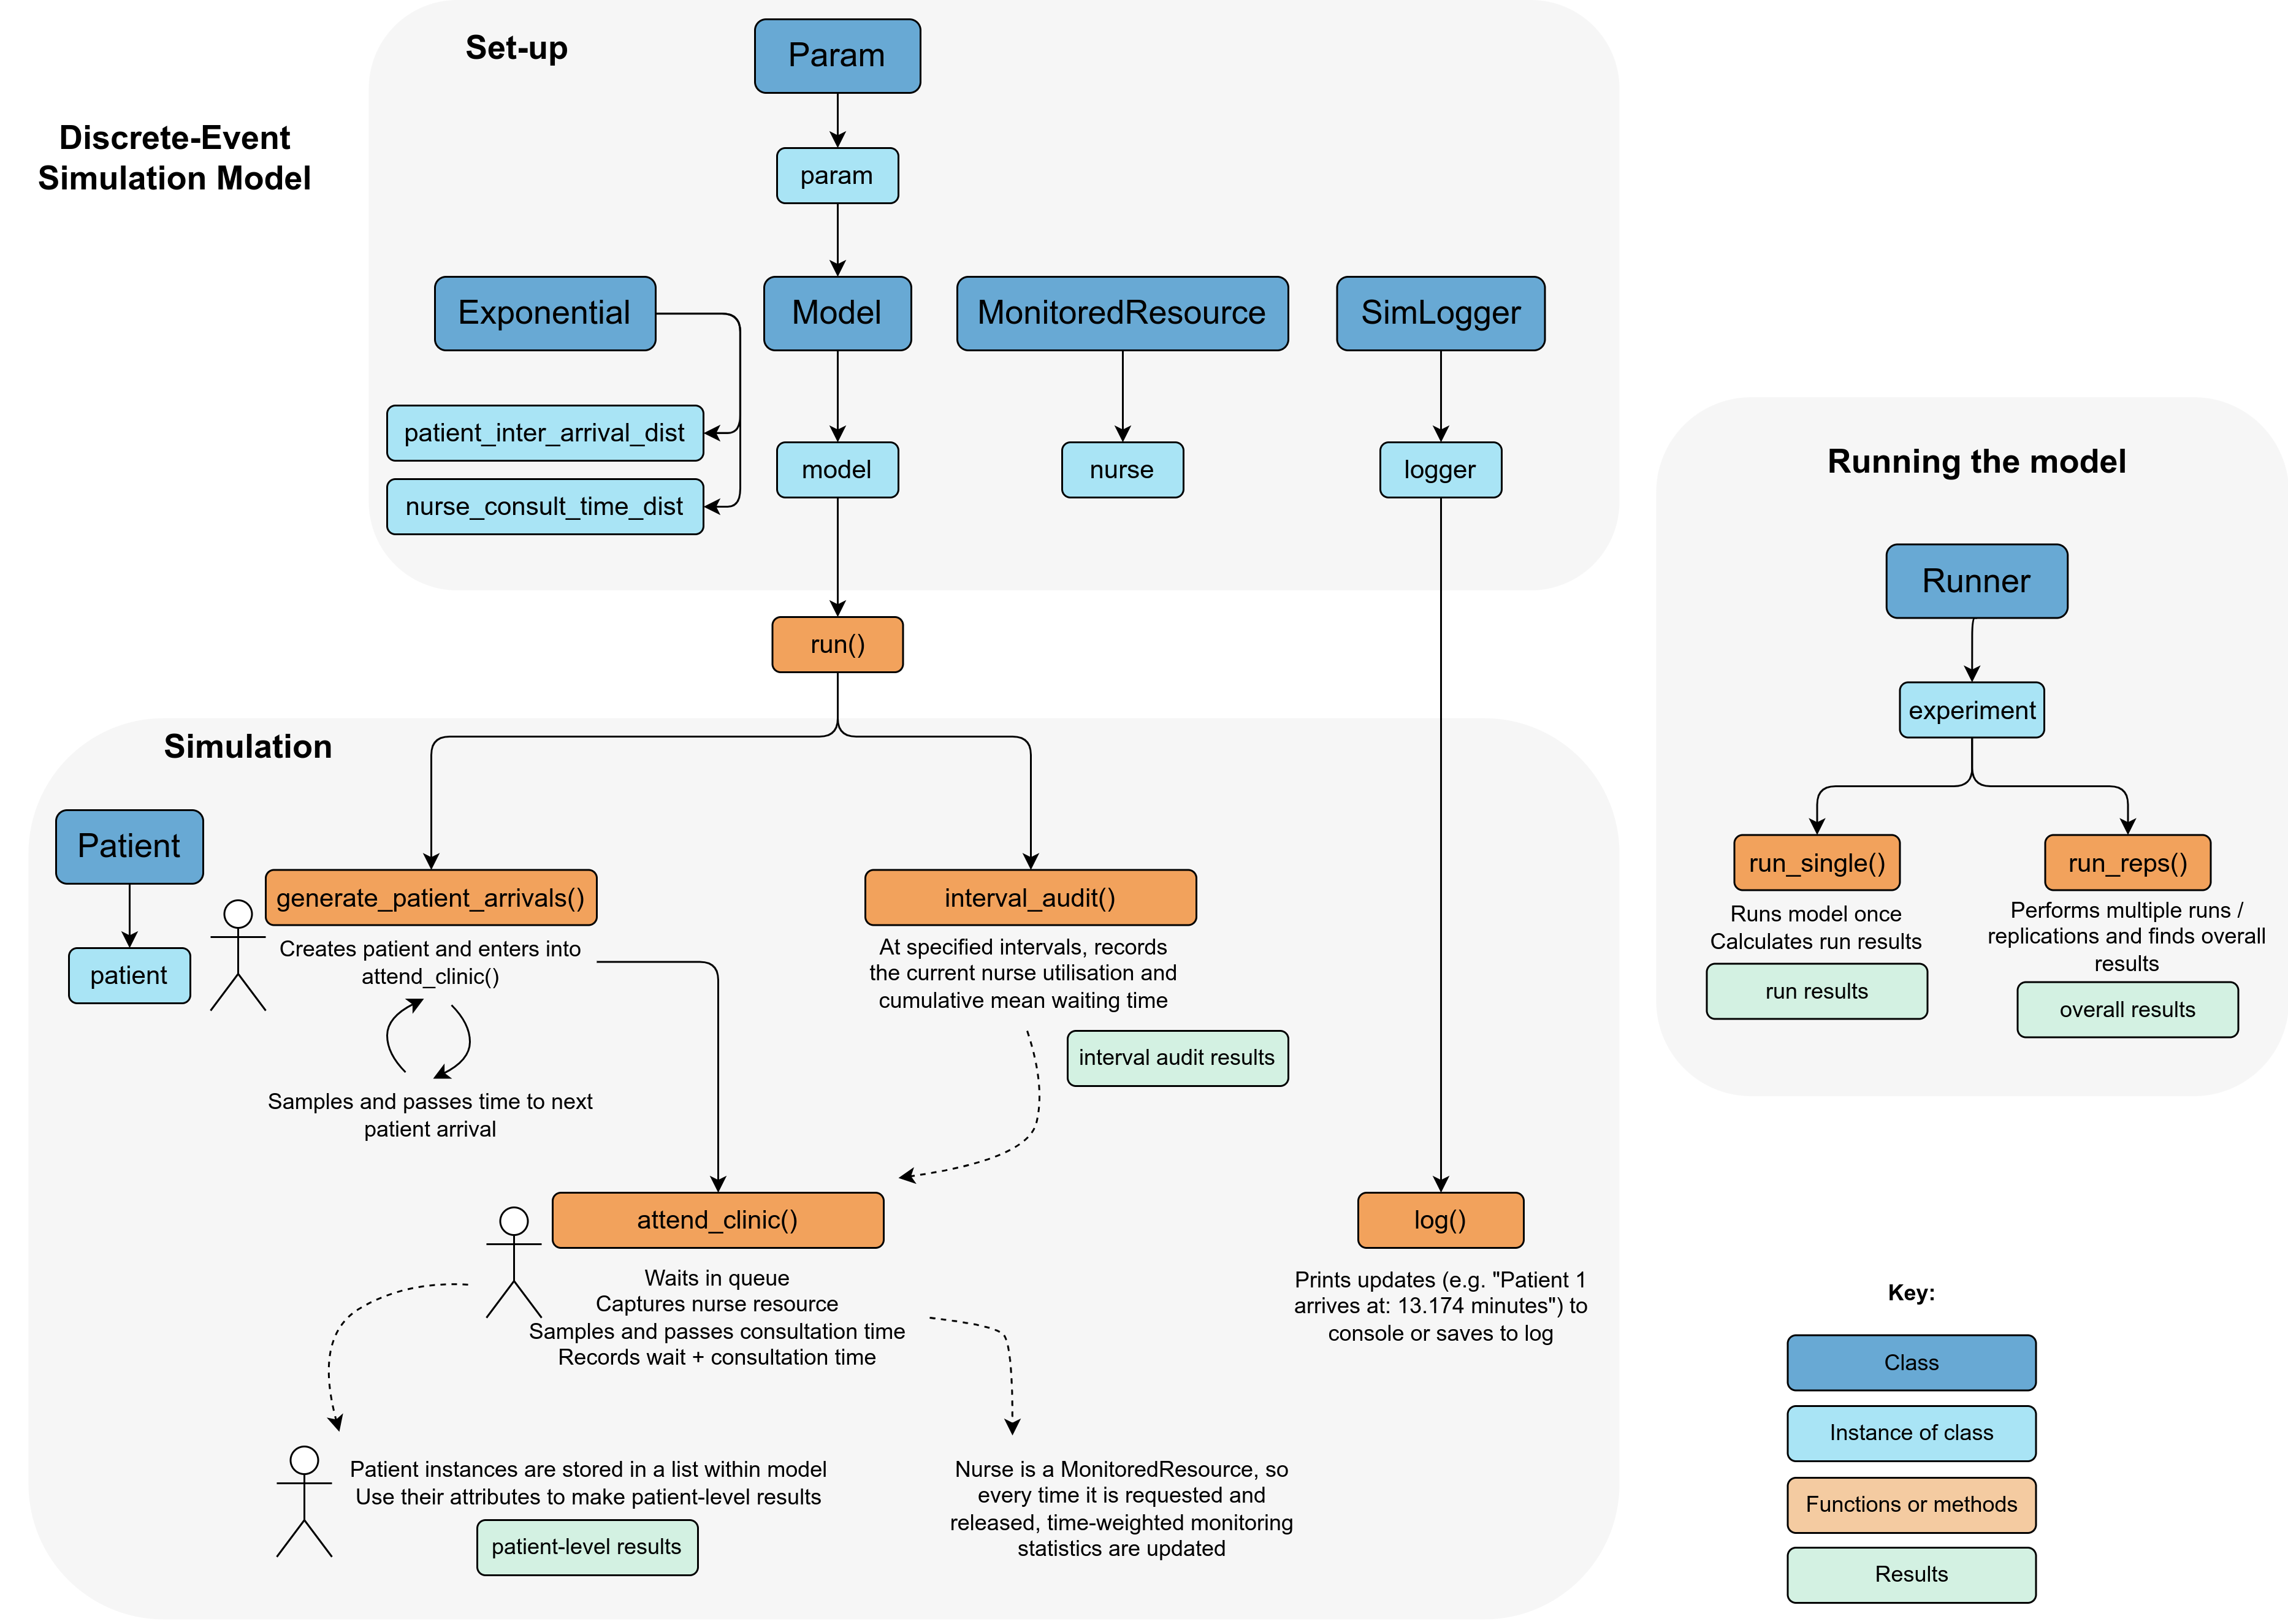 Discrete-Event
Simulation Model
Set-up
Param
param
Exponential
Model
MonitoredResource
SimLogger
patient_inter_arrival_dist
nurse_consult_time_dist
model
nurse
logger
run()
Simulation
Patient
patient
generate_patient_arrivals()
Creates patient and enters into
attend_clinic()
Samples and passes time to next
patient arrival
interval_audit()
At specified intervals, records
the current nurse utilisation and
cumulative mean waiting time
interval audit results
attend_clinic()
Waits in queue
Captures nurse resource
Samples and passes consultation time
Records wait + consultation time
log()
Prints updates (e.g. "Patient 1
arrives at: 13.174 minutes") to
console or saves to log
Patient instances are stored in a list within model
Use their attributes to make patient-level results
patient-level results
Nurse is a MonitoredResource, so
every time it is requested and
released, time-weighted monitoring
statistics are updated
Running the model
Runner
experiment
run_single()
Runs model once
Calculates run results
run results
run_reps()
Performs multiple runs /
replications and finds overall
results
overall results
Key:
Class
Instance of class
Functions or methods
Results